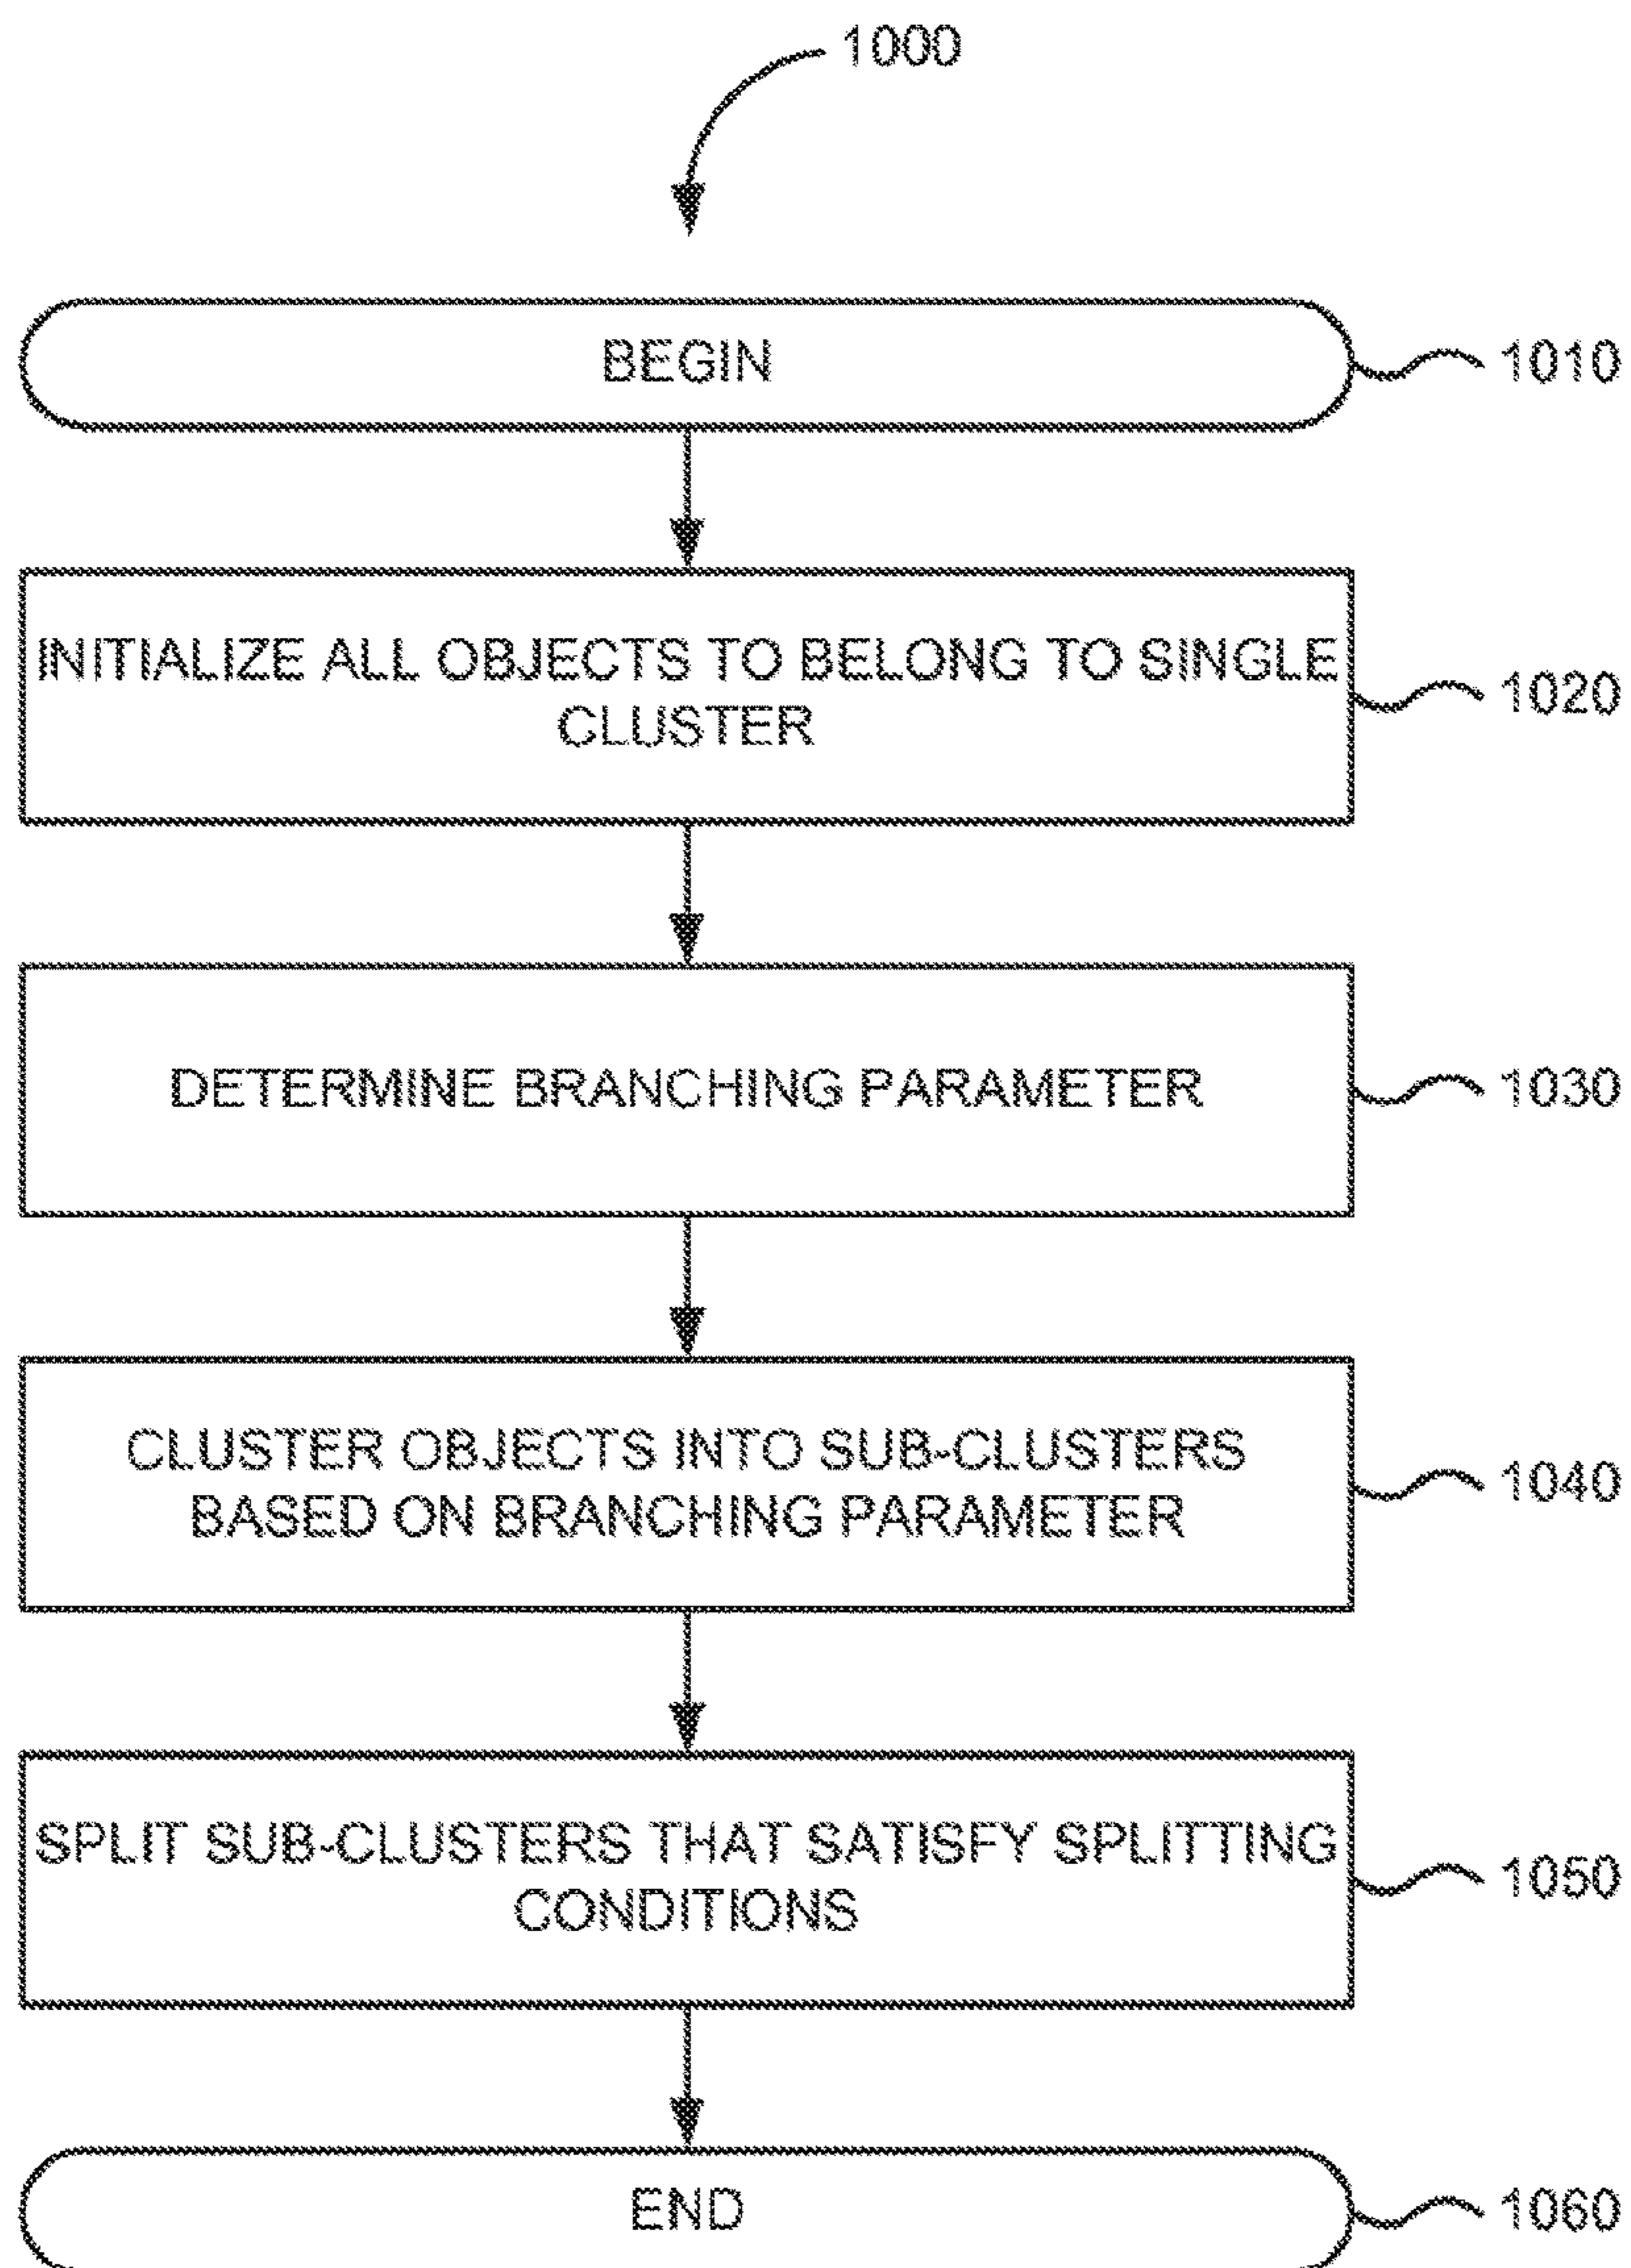 1000
BEGIN
1010
INITIALIZE ALL OBJECTS TO BELONG TO SINGLE
CLUSTER
1020
DETERMINE BRANCHING PARAMETER
1030
CLUSTER OBJECTS INTO SUB-CLUSTERS
BASED ON BRANCHING PARAMETER
1040
SPLIT SUB-CLUSTERS THAT SATISFY SPLITTING
CONDITIONS
1050
END
1060